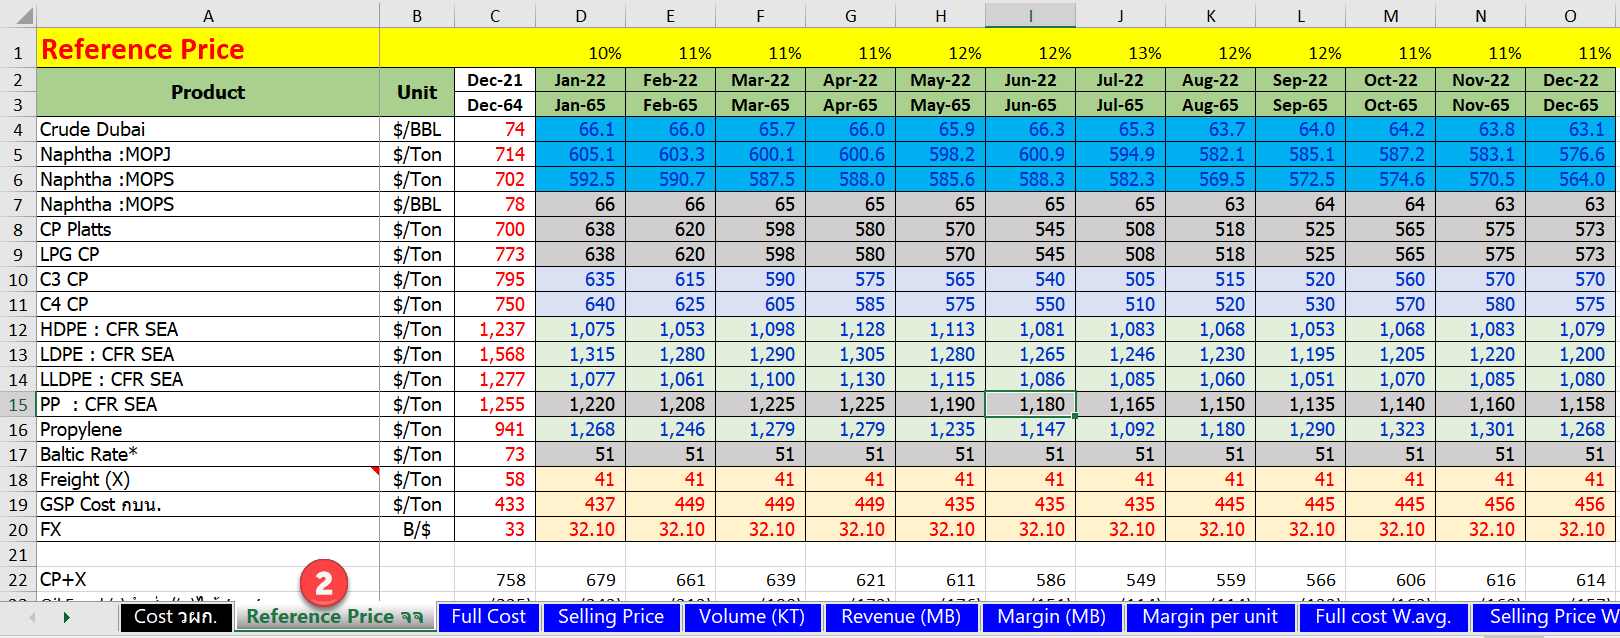 A B C D E F G H I J K L M N O
1 Reference Price 10% 11% 11% 11% 12% 12% 13% 12% 12% 11% 11% 11%
2 Product Unit Dec-21 Jan-22 Feb-22 Mar-22 Apr-22 May-22 Jun-22 Jul-22 Aug-22 Sep-22 Oct-22 Nov-22 Dec-22
3 Dec-64 Jan-65 Feb-65 Mar-65 Apr-65 May-65 Jun-65 Jul-65 Aug-65 Sep-65 Oct-65 Nov-65 Dec-65
4 Crude Dubai $/BBL 74 66.1 66.0 65.7 66.0 65.9 66.3 65.3 63.7 64.0 64.2 63.8 63.1
5 Naphtha :MOPJ $/Ton 714 605.1 603.3 600.1 600.6 598.2 600.9 594.9 582.1 585.1 587.2 583.1 576.6
6 Naphtha :MOPS $/Ton 702 592.5 590.7 587.5 588.0 585.6 588.3 582.3 569.5 572.5 574.6 570.5 564.0
7 Naphtha :MOPS $/BBL 78 66 66 65 65 65 65 65 63 64 64 63 63
8 CP Platts $/Ton 700 638 620 598 580 570 545 508 518 525 565 575 573
9 LPG CP $/Ton 773 638 620 598 580 570 545 508 518 525 565 575 573
10 C3 CP $/Ton 795 635 615 590 575 565 540 505 515 520 560 570 570
11 C4 CP $/Ton 750 640 625 605 585 575 550 510 520 530 570 580 575
12 HDPE : CFR SEA $/Ton 1,237 1,075 1,053 1,098 1,128 1,113 1,081 1,083 1,068 1,053 1,068 1,083 1,079
13 LDPE : CFR SEA $/Ton 1,568 1,315 1,280 1,290 1,305 1,280 1,265 1,246 1,230 1,195 1,205 1,220 1,200
14 LLDPE : CFR SEA $/Ton 1,277 1,077 1,061 1,100 1,130 1,115 1,086 1,085 1,060 1,051 1,070 1,085 1,080
15 PP : CFR SEA $/Ton 1,255 1,220 1,208 1,225 1,225 1,190 1,180 1,165 1,150 1,135 1,140 1,160 1,158
16 Propylene $/Ton 941 1,268 1,246 1,279 1,279 1,235 1,147 1,092 1,180 1,290 1,323 1,301 1,268
17 Baltic Rate* $/Ton 73 51 51 51 51 51 51 51 51 51 51 51 51
18 Freight (X) $/Ton 58 41 41 41 41 41 41 41 41 41 41 41 41
19 GSP Cost กบน. $/Ton 433 437 449 449 449 435 435 435 445 445 445 456 456
20 FX B/$ 33 32.10 32.10 32.10 32.10 32.10 32.10 32.10 32.10 32.10 32.10 32.10 32.10
21
22 CP+X 758 679 661 639 621 611 586 549 559 566 606 616 614
2
Cost วผก. Reference Price จจ Full Cost Selling Price Volume (KT) Revenue (MB) Margin (MB) Margin per unit Full cost W.avg. Selling Price W